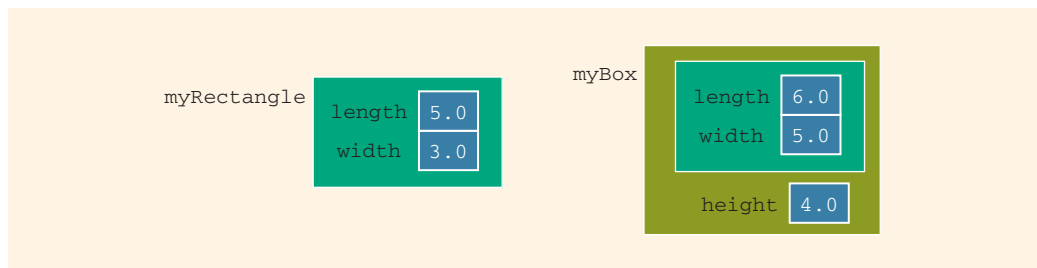 myRectangle
length 5.0
width 3.0
myBox
length 6.0
width 5.0
height 4.0